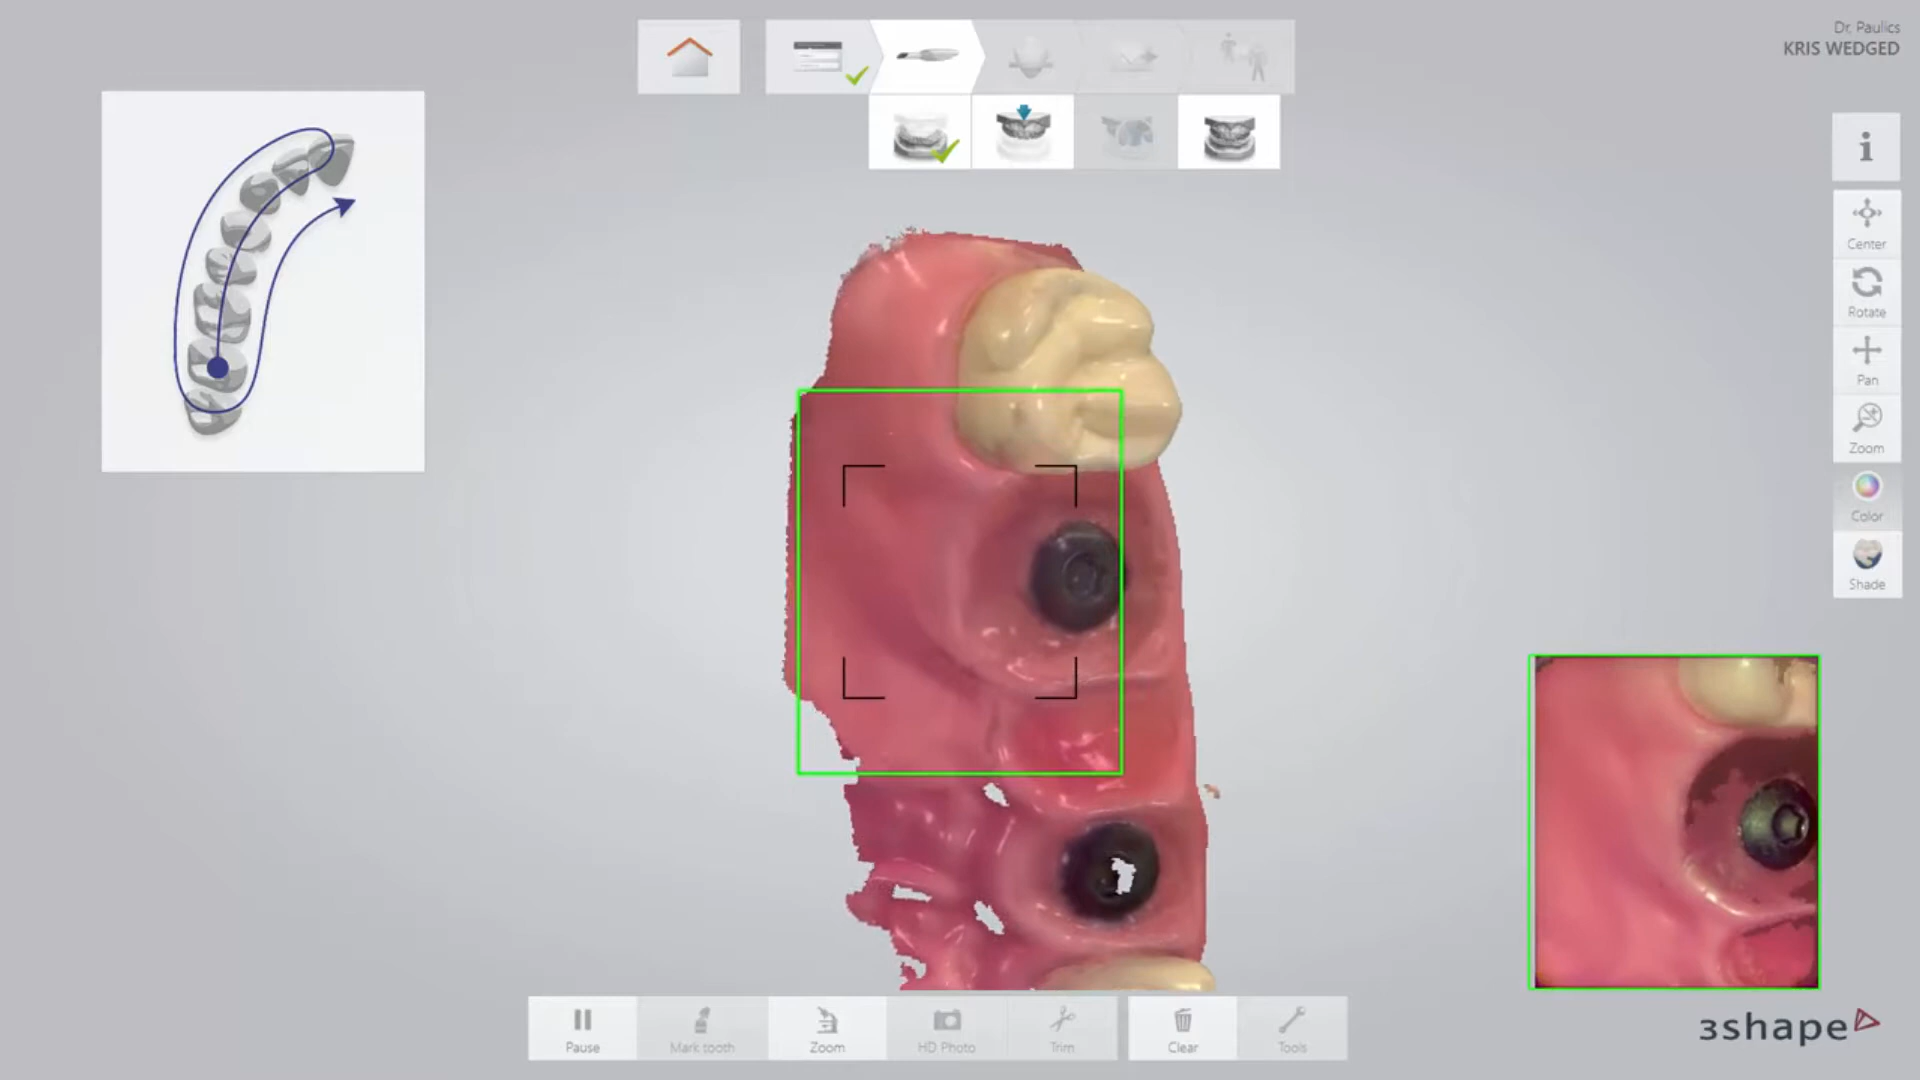 Dr. Paulics
KRIS WEDGED
i
Center
Rotate
Pan
Zoom
Color
Shade
Pause
Mark tooth
Zoom
HD Photo
Trim
Clear
Tools
3shape